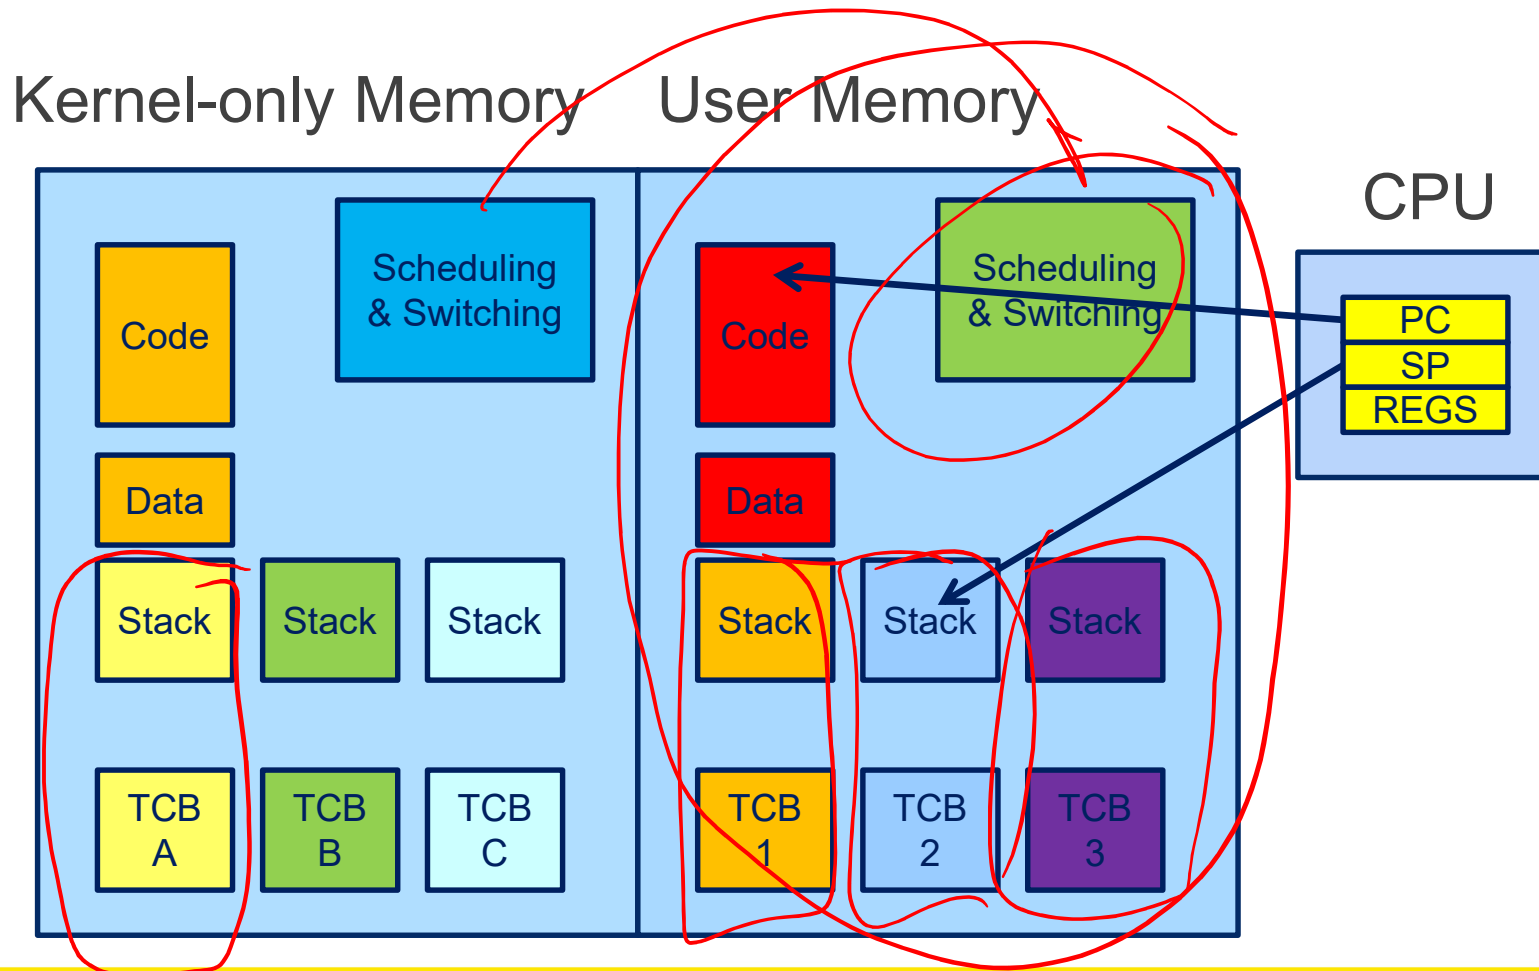 Kernel-only Memory
User Memory
CPU
Scheduling
& Switching
Code
Data
Stack
Stack
Stack
TCB
A
TCB
B
TCB
C
Scheduling
& Switching
Code
Data
Stack
Stack
Stack
TCB
1
TCB
2
TCB
3
PC
SP
REGS